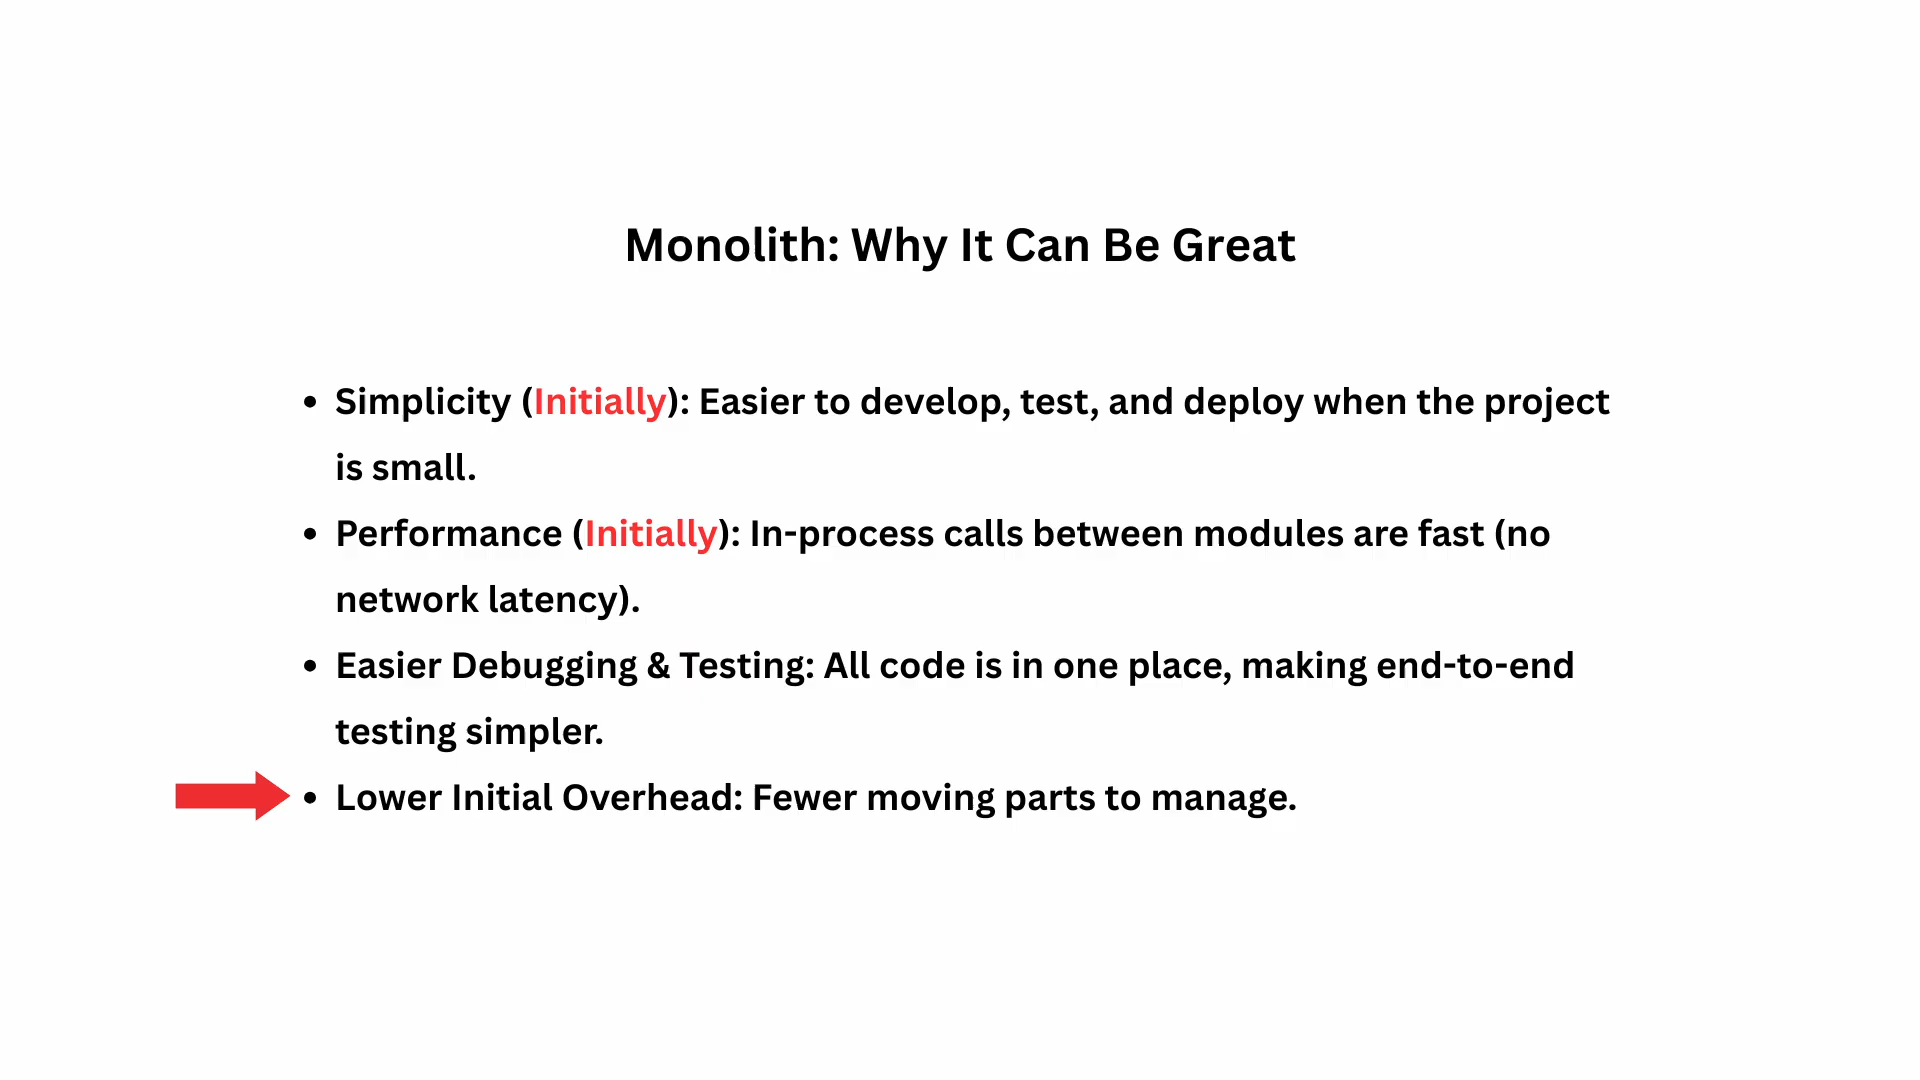 Monolith: Why It Can Be Great
• Simplicity (Initially): Easier to develop, test, and deploy when the project
is small.
• Performance (Initially): In-process calls between modules are fast (no
network latency).
• Easier Debugging & Testing: All code is in one place, making end-to-end
testing simpler.
• Lower Initial Overhead: Fewer moving parts to manage.